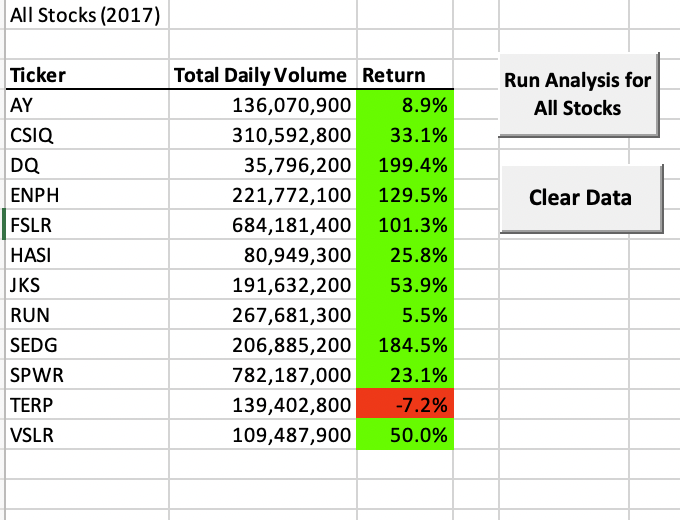 All Stocks (2017)
Ticker Total Daily Volume Return
AY 136,070,900 8.9%
CSIQ 310,592,800 33.1%
DQ 35,796,200 199.4%
ENPH 221,772,100 129.5%
FSLR 684,181,400 101.3%
HASI 80,949,300 25.8%
JKS 191,632,200 53.9%
RUN 267,681,300 5.5%
SEDG 206,885,200 184.5%
SPWR 782,187,000 23.1%
TERP 139,402,800 -7.2%
VSLR 109,487,900 50.0%
Run Analysis for
All Stocks
Clear Data